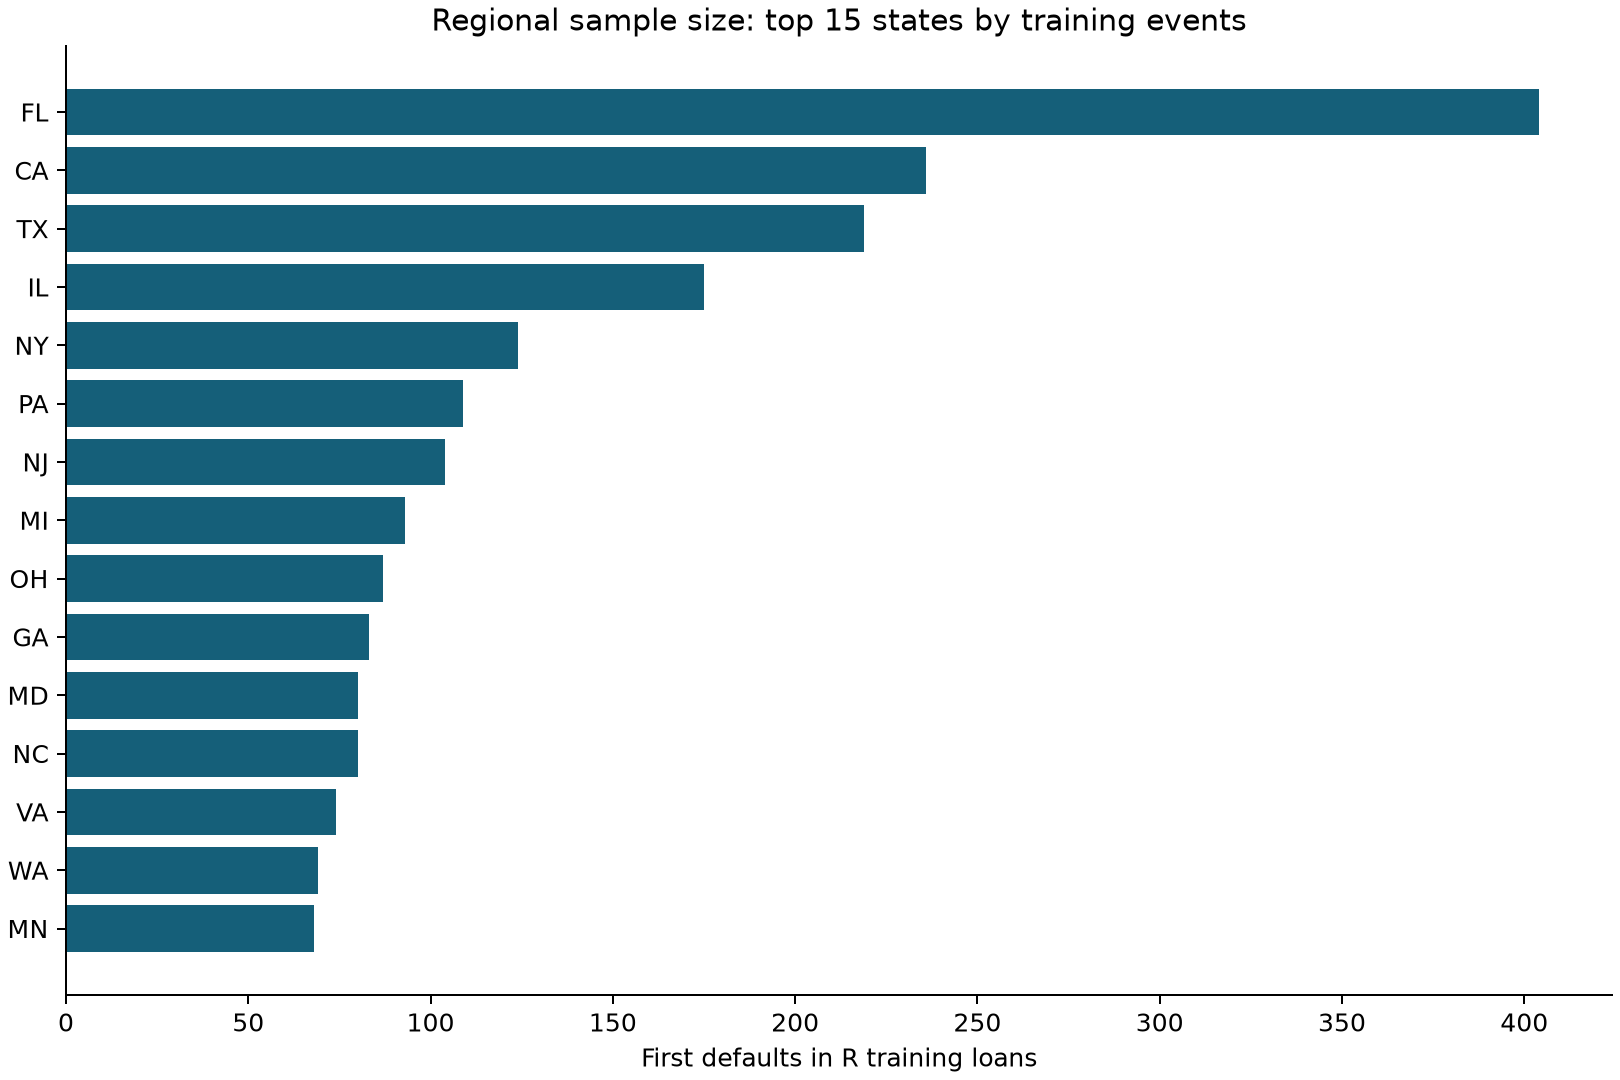 Regional sample size: top 15 states by training events
FL
CA
TX
IL
NY
PA
NJ
MI
OH
GA
MD
NC
VA
WA
MN
0 50 100 150 200 250 300 350 400
First defaults in R training loans